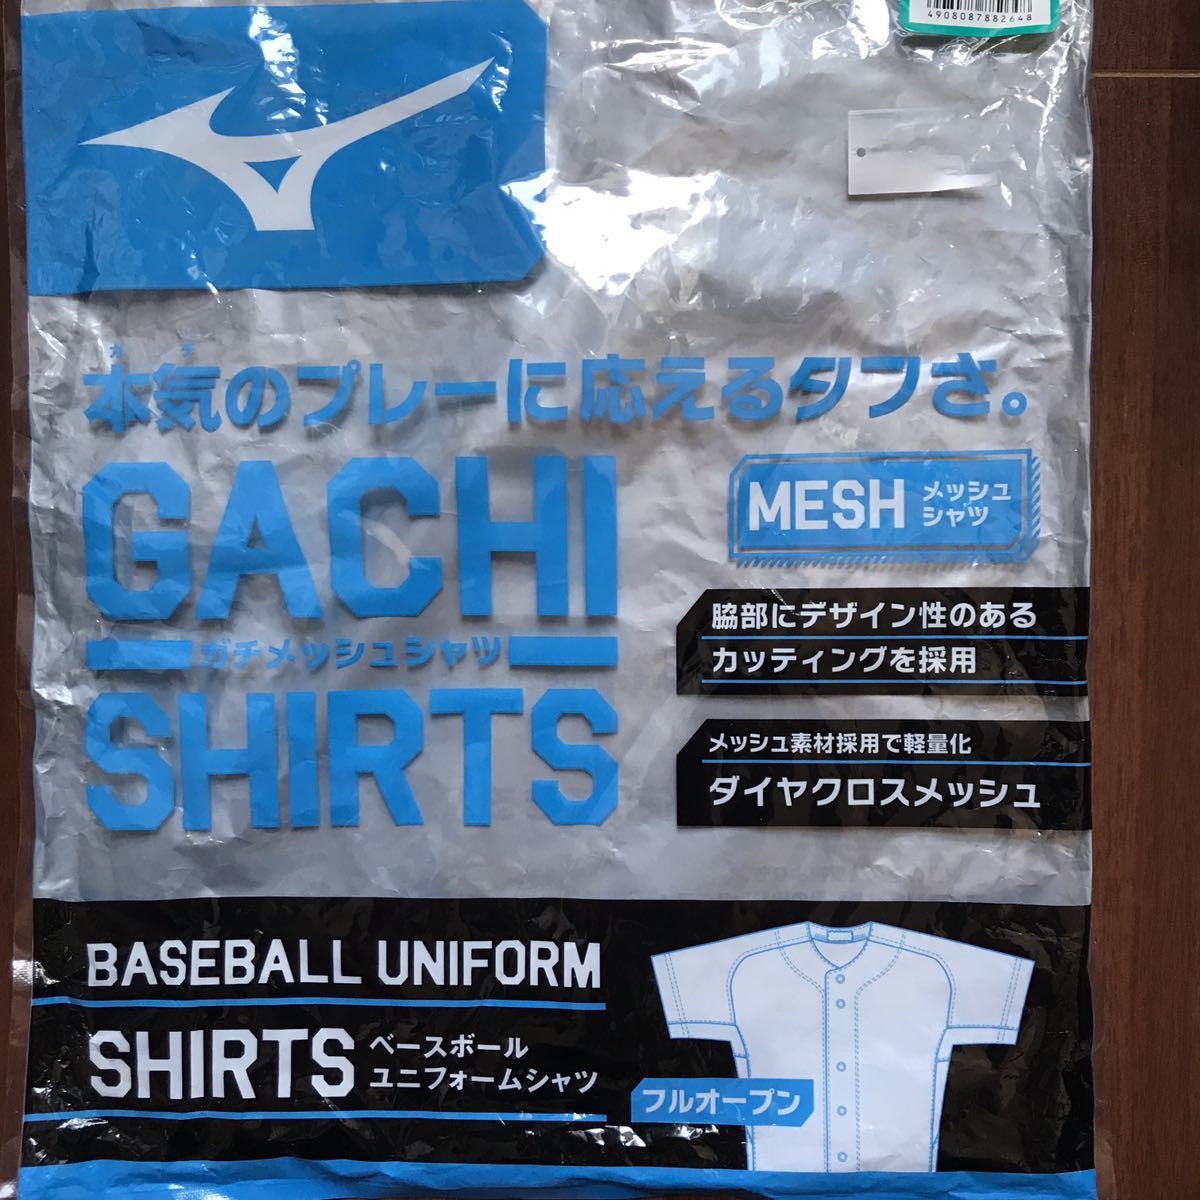 4908087882648
ガチ
本気のプレーに応えるタフさ。
GACHI
ガチメッシュシャツ
SHIRTS
MESH メッシュ
シャツ
脇部にデザイン性のある
カッティングを採用
メッシュ素材採用で軽量化
ダイヤクロスメッシュ
BASEBALL UNIFORM
SHIRTS ベースボール
ユニフォームシャツ
フルオープン